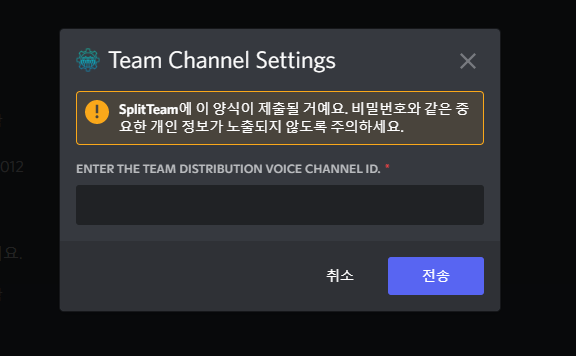 Team Channel Settings
SplitTeam에 이 양식이 제출될 거예요. 비밀번호와 같은 중
요한 개인 정보가 노출되지 않도록 주의하세요.
012
ENTER THE TEAM DISTRIBUTION VOICE CHANNEL ID. *
요.
취소
전송